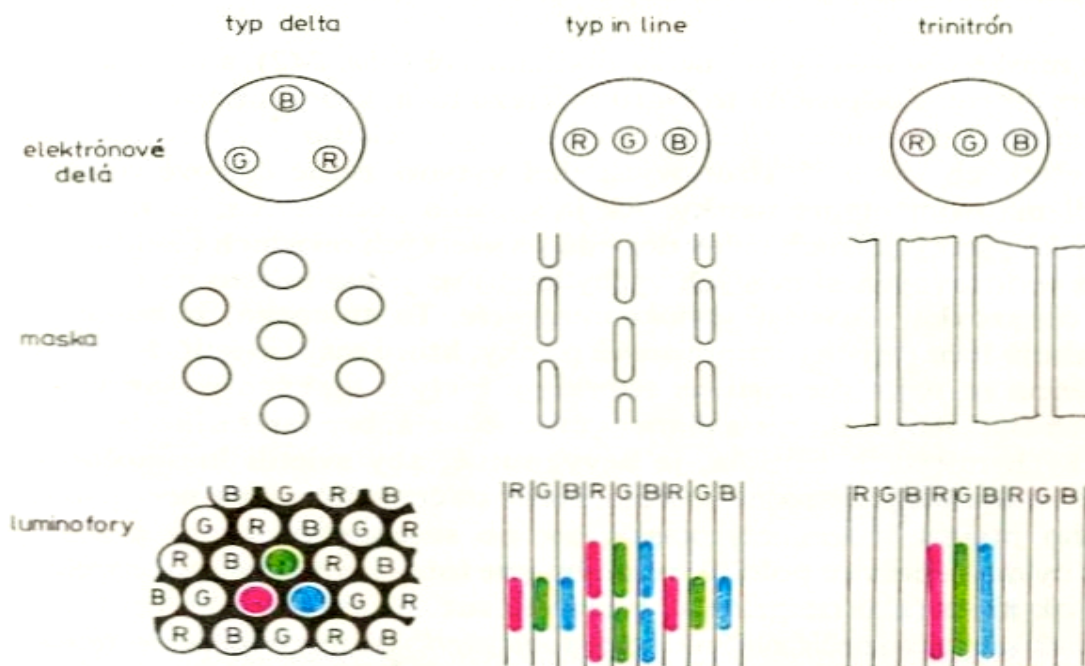 typ delta
typ in line
trinitrón
elektrónové
delá
B
G R
R G B
R G B
maska
luminofory
B G R B
G R B G R
R B R B
B G G R
R B G R B
R G B R G B R G B
R G B R G B R G B